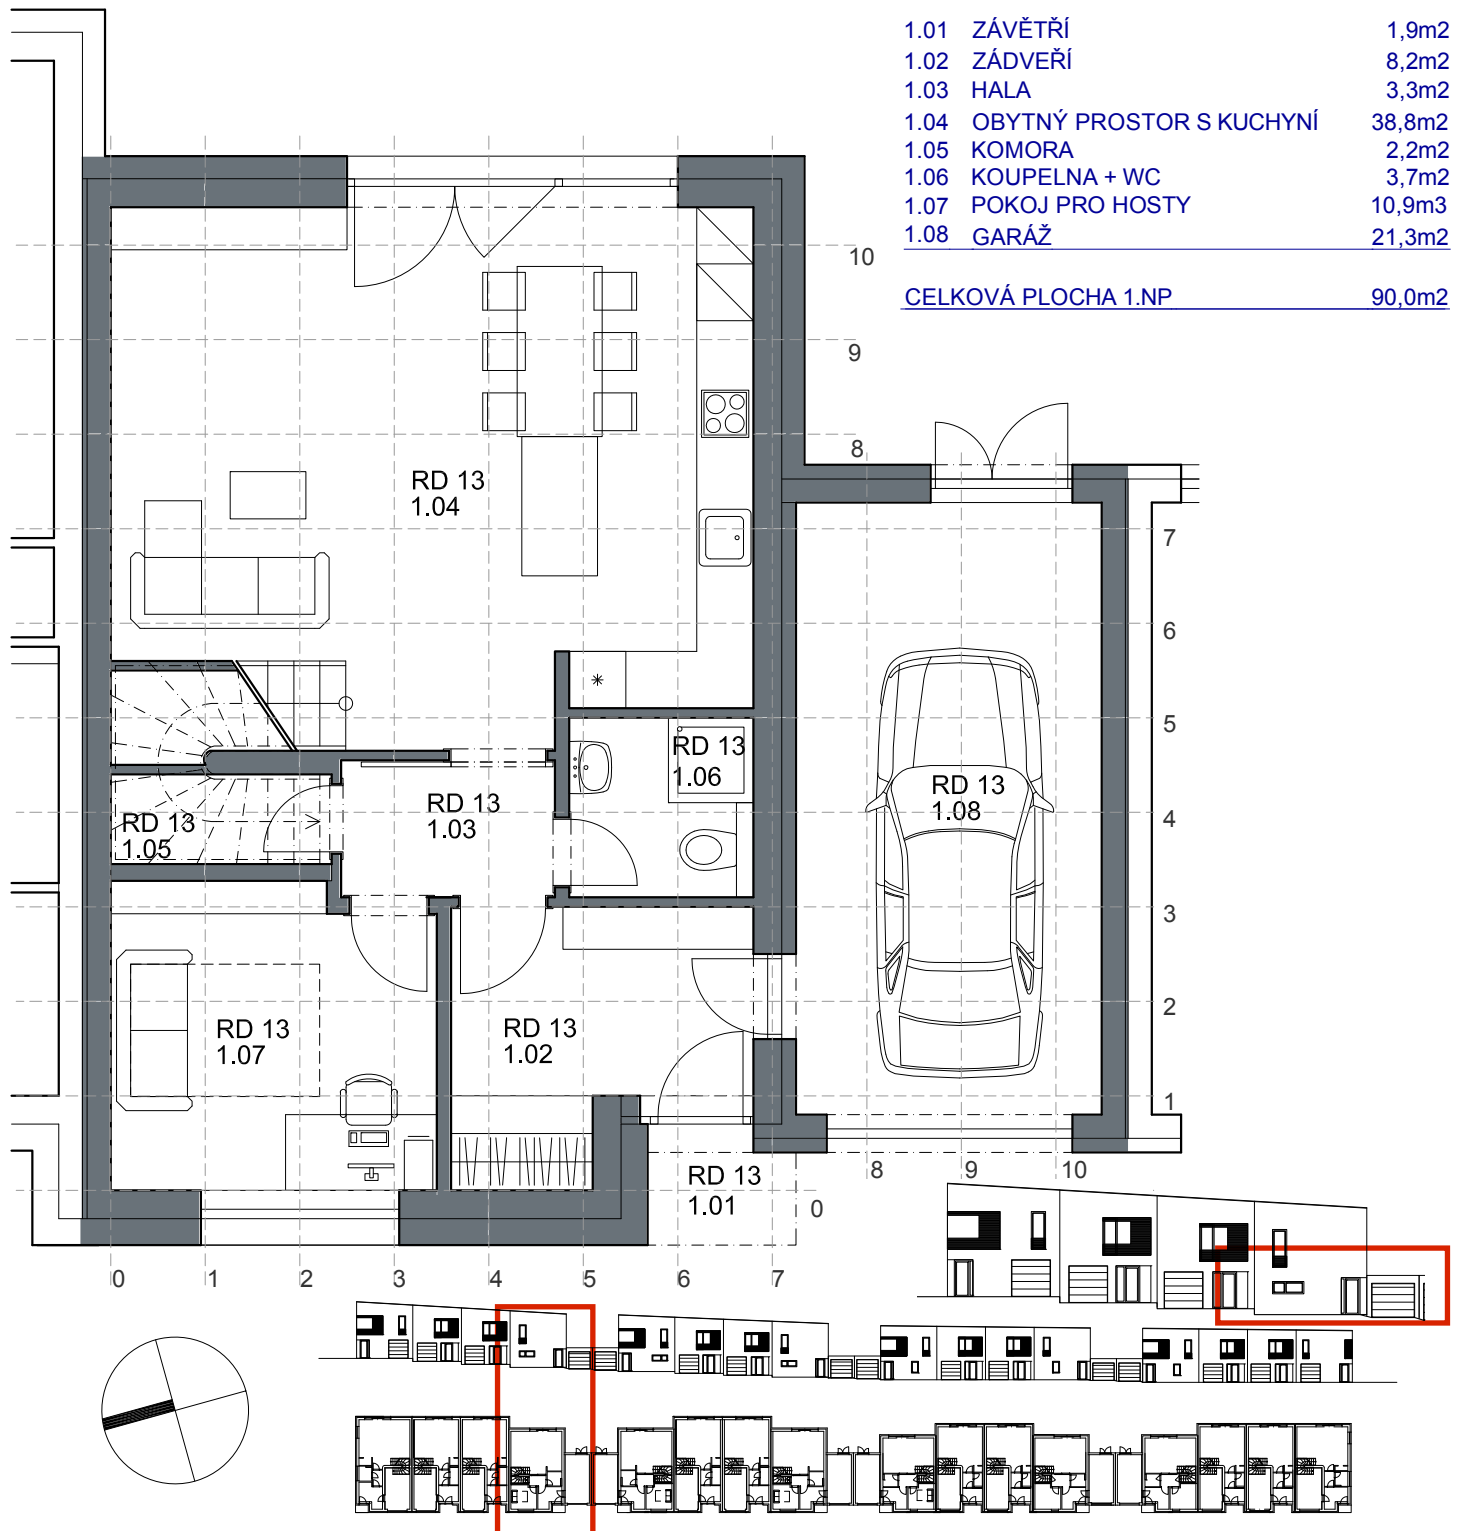 1.01 ZÁVĚTŘÍ 1,9m2
1.02 ZÁDVEŘÍ 8,2m2
1.03 HALA 3,3m2
1.04 OBYTNÝ PROSTOR S KUCHYNÍ 38,8m2
1.05 KOMORA 2,2m2
1.06 KOUPELNA + WC 3,7m2
1.07 POKOJ PRO HOSTY 10,9m3
1.08 GARÁŽ 21,3m2
CELKOVÁ PLOCHA 1.NP 90,0m2
10
9
8
RD 13
1.04
7
6
5
RD 13
1.06
RD 13
1.08
RD 13
1.03
4
RD 13
1.05
3
2
RD 13
1.07
RD 13
1.02
1
8 9 10
RD 13
1.01
0
0 1 2 3 4 5 6 7